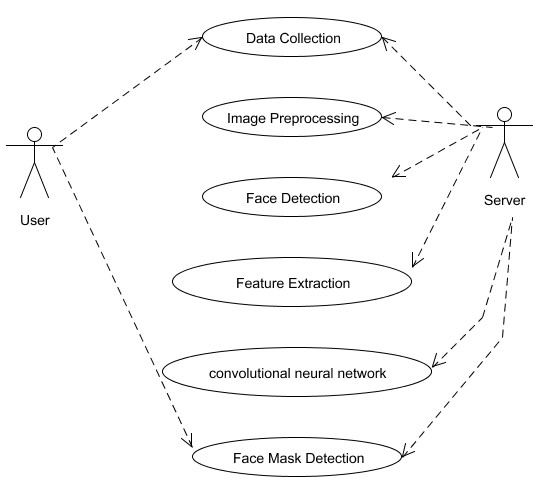 Data Collection
Image Preprocessing
Face Detection
User
Server
Feature Extraction
convolutional neural network
Face Mask Detection